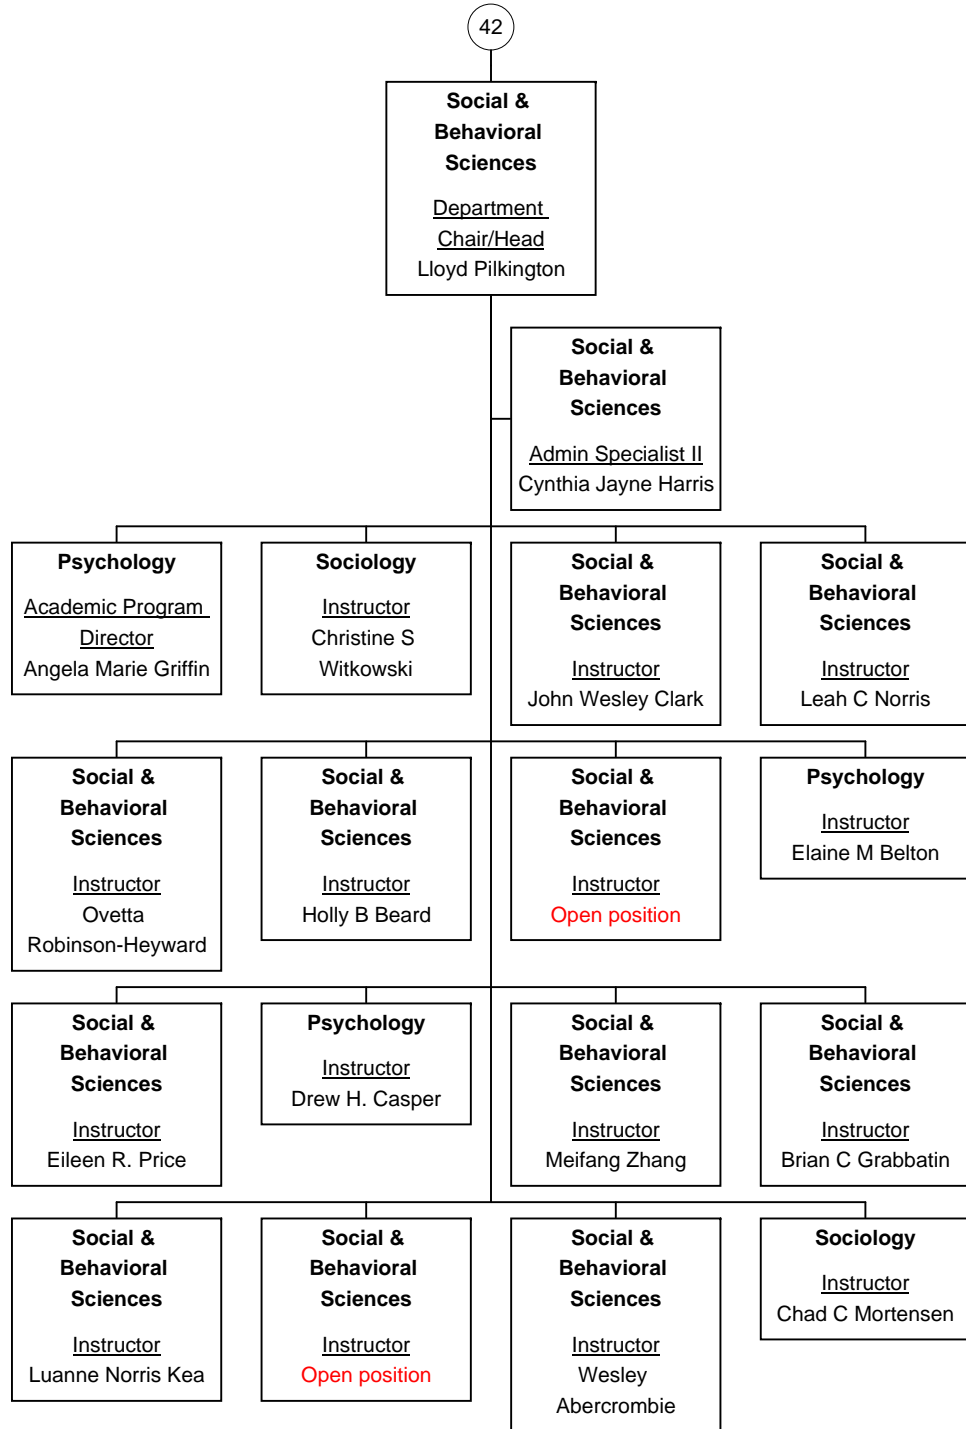 42
Social &
Behavioral
Sciences
Department
Chair/Head
Lloyd Pilkington
Social &
Behavioral
Sciences
Admin Specialist II
Cynthia Jayne Harris
Psychology
Academic Program
Director
Angela Marie Griffin
Sociology
Instructor
Christine S
Witkowski
Social &
Behavioral
Sciences
Instructor
John Wesley Clark
Social &
Behavioral
Sciences
Instructor
Leah C Norris
Social &
Behavioral
Sciences
Instructor
Ovetta
Robinson-Heyward
Social &
Behavioral
Sciences
Instructor
Holly B Beard
Social &
Behavioral
Sciences
Instructor
Open position
Psychology
Instructor
Elaine M Belton
Social &
Behavioral
Sciences
Instructor
Eileen R. Price
Psychology
Instructor
Drew H. Casper
Social &
Behavioral
Sciences
Instructor
Meifang Zhang
Social &
Behavioral
Sciences
Instructor
Brian C Grabbatin
Social &
Behavioral
Sciences
Instructor
Luanne Norris Kea
Social &
Behavioral
Sciences
Instructor
Open position
Social &
Behavioral
Sciences
Instructor
Wesley
Abercrombie
Sociology
Instructor
Chad C Mortensen